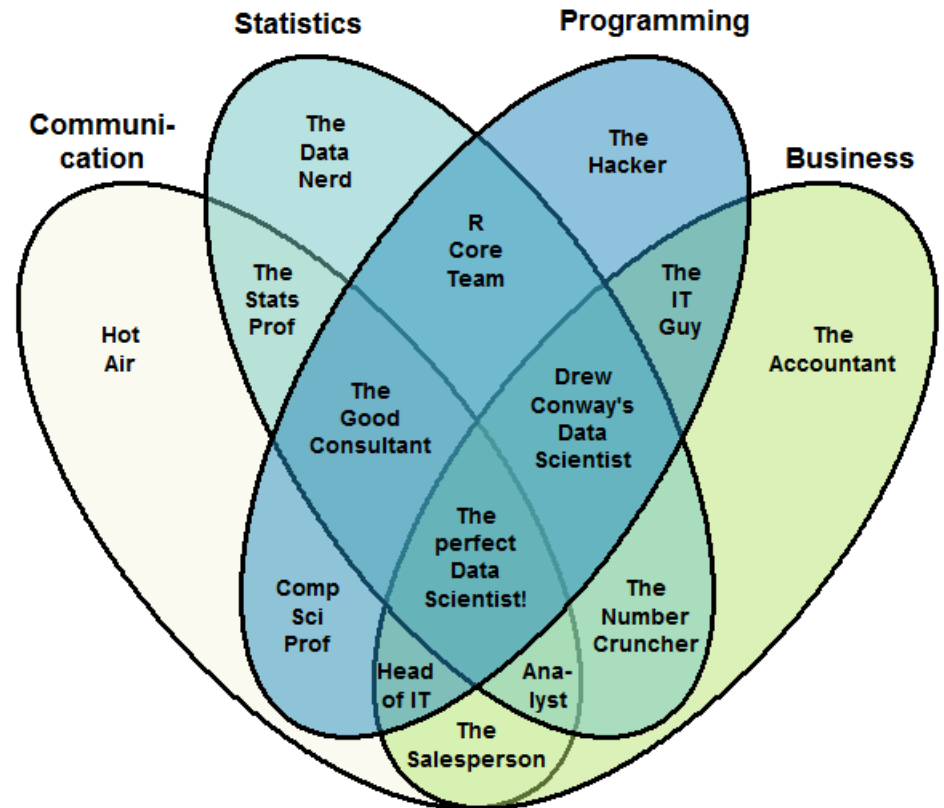 Statistics
Programming
Communi-
cation
Business
The
Data
Nerd
The
Hacker
R
Core
Team
The
Stats
Prof
The
IT
Guy
Hot
Air
The
Accountant
The
Good
Consultant
Drew
Conway's
Data
Scientist
The
perfect
Data
Scientist!
Comp
Sci
Prof
The
Number
Cruncher
Head
of IT
Ana-
lyst
The
Salesperson